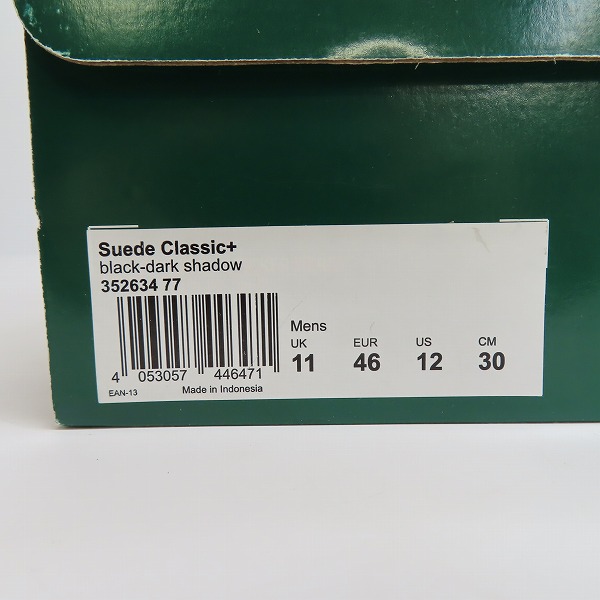 Suede Classic+
black-dark shadow
352634 77
4 053057 446471
EAN-13 Made in Indonesia
Mens
UK EUR US CM
11 46 12 30